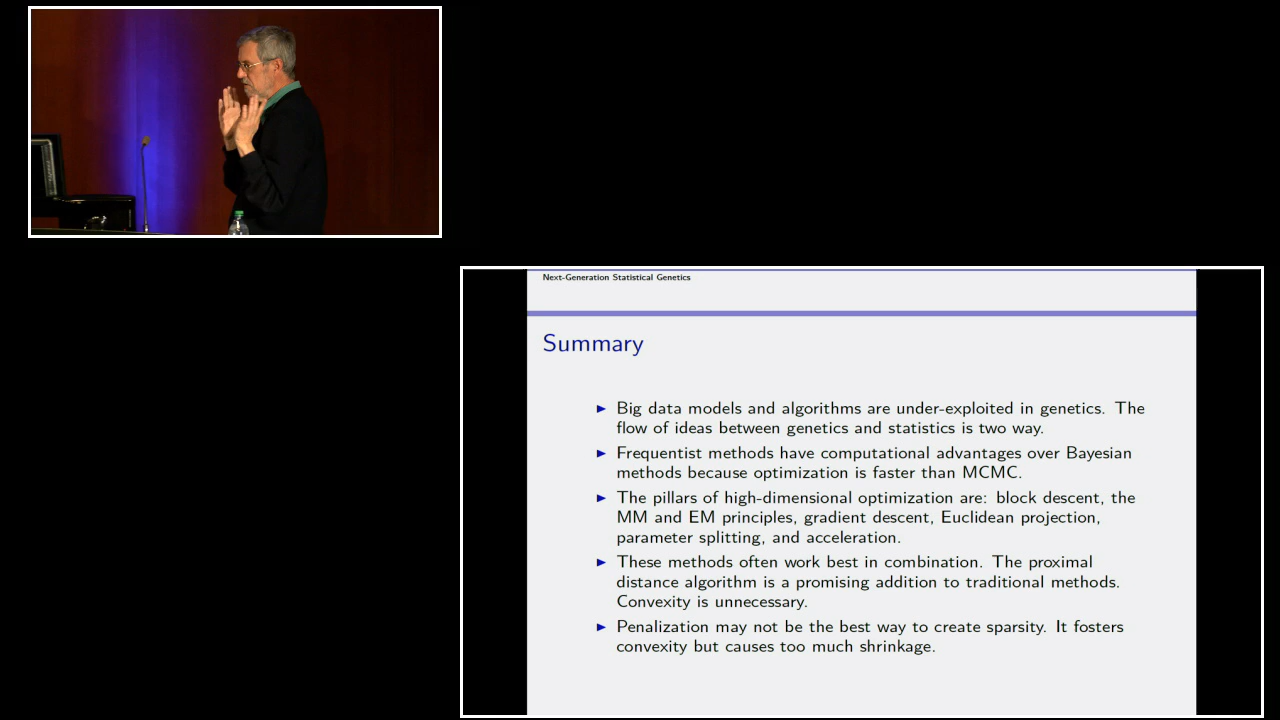 Next-Generation Statistical Genetics
Summary
► Big data models and algorithms are under-exploited in genetics. The
flow of ideas between genetics and statistics is two way.
► Frequentist methods have computational advantages over Bayesian
methods because optimization is faster than MCMC.
► The pillars of high-dimensional optimization are: block descent, the
MM and EM principles, gradient descent, Euclidean projection,
parameter splitting, and acceleration.
► These methods often work best in combination. The proximal
distance algorithm is a promising addition to traditional methods.
Convexity is unnecessary.
► Penalization may not be the best way to create sparsity. It fosters
convexity but causes too much shrinkage.